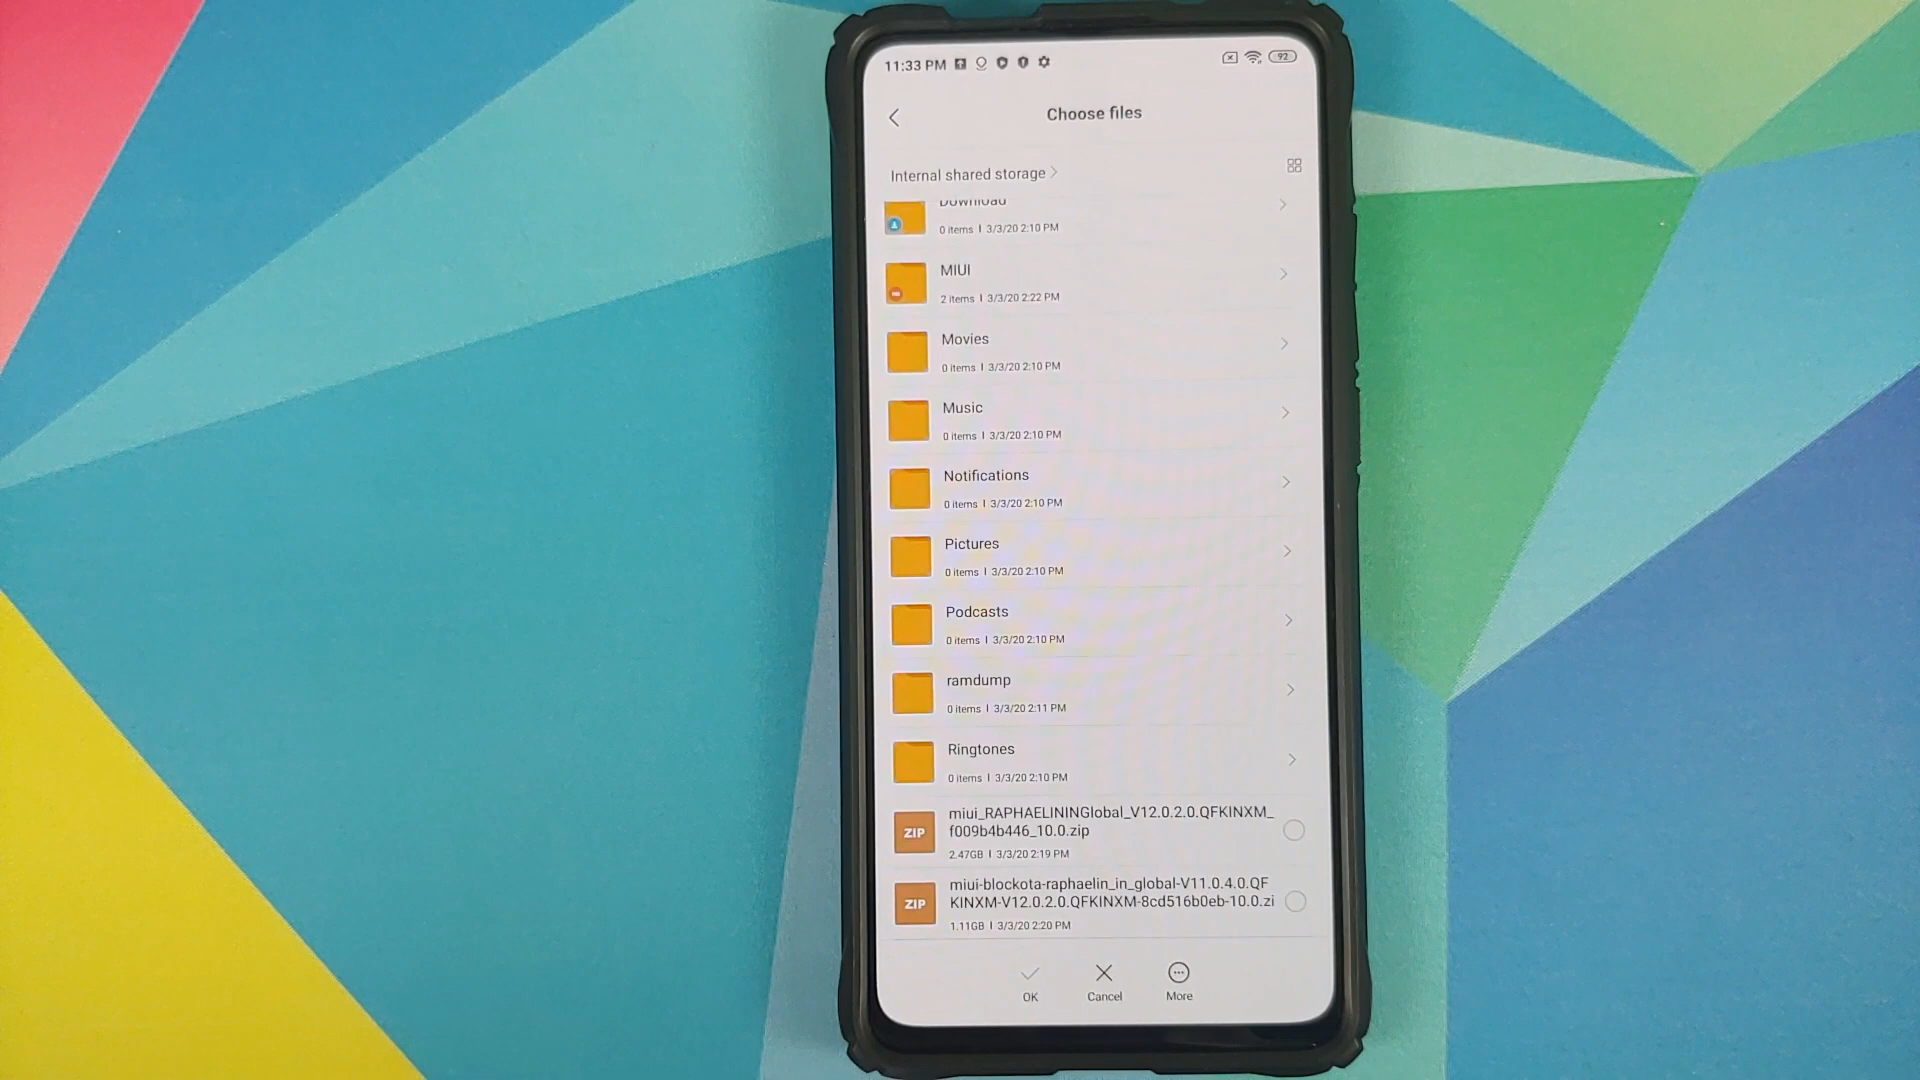 11:33 PM
92
Choose files
Internal shared storage
Download
0 items | 3/3/20 2:10 PM
MIUI
2 items | 3/3/20 2:22 PM
Movies
0 items | 3/3/20 2:10 PM
Music
0 items | 3/3/20 2:10 PM
Notifications
0 items | 3/3/20 2:10 PM
Pictures
0 items | 3/3/20 2:10 PM
Podcasts
0 items | 3/3/20 2:10 PM
ramdump
0 items | 3/3/20 2:11 PM
Ringtones
0 items | 3/3/20 2:10 PM
ZIP
miui_RAPHAELININGlobal_V12.0.2.0.QFKINXM_
f009b4b446_10.0.zip
2.47GB | 3/3/20 2:19 PM
ZIP
miui-blockota-raphaelin_in_global-V11.0.4.0.QF
KINXM-V12.0.2.0.QFKINXM-8cd516b0eb-10.0.zi
1.11GB | 3/3/20 2:20 PM
OK
Cancel
More